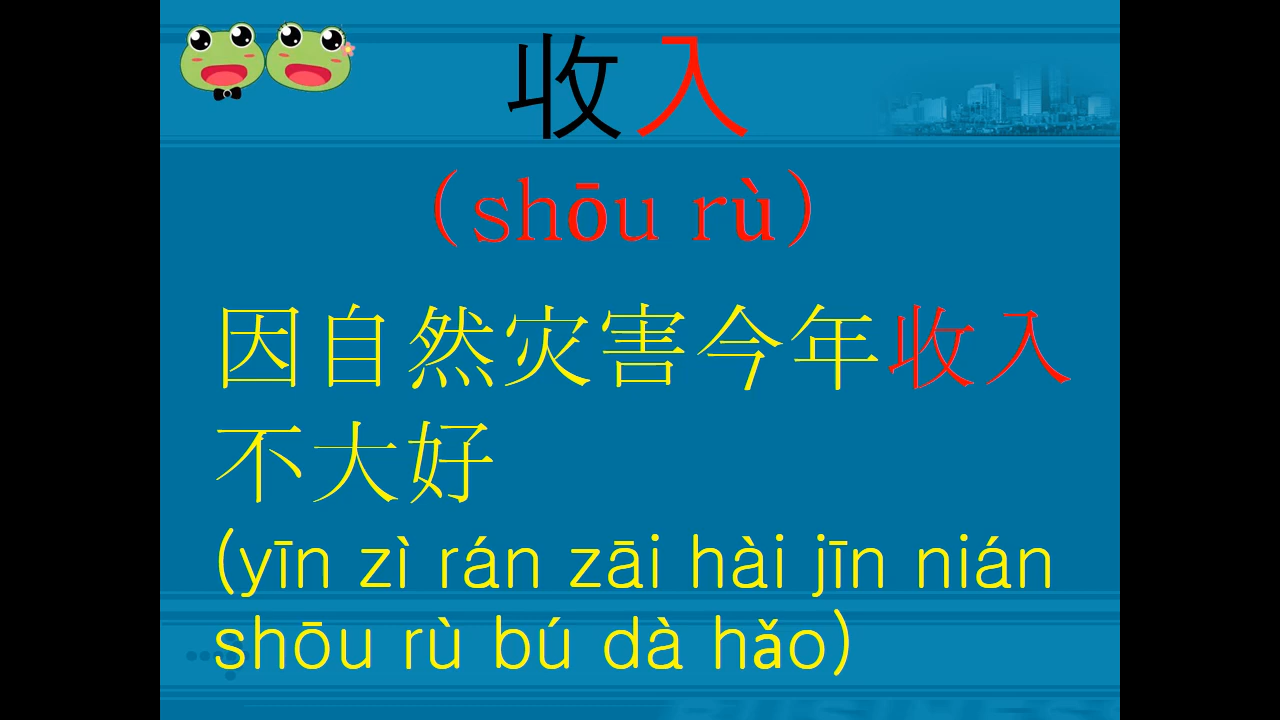 收入
（shōu rù）
因自然灾害今年收入
不大好
(yīn zì rán zāi hài jīn nián
shōu rù bú dà hǎo)
BUSINESS